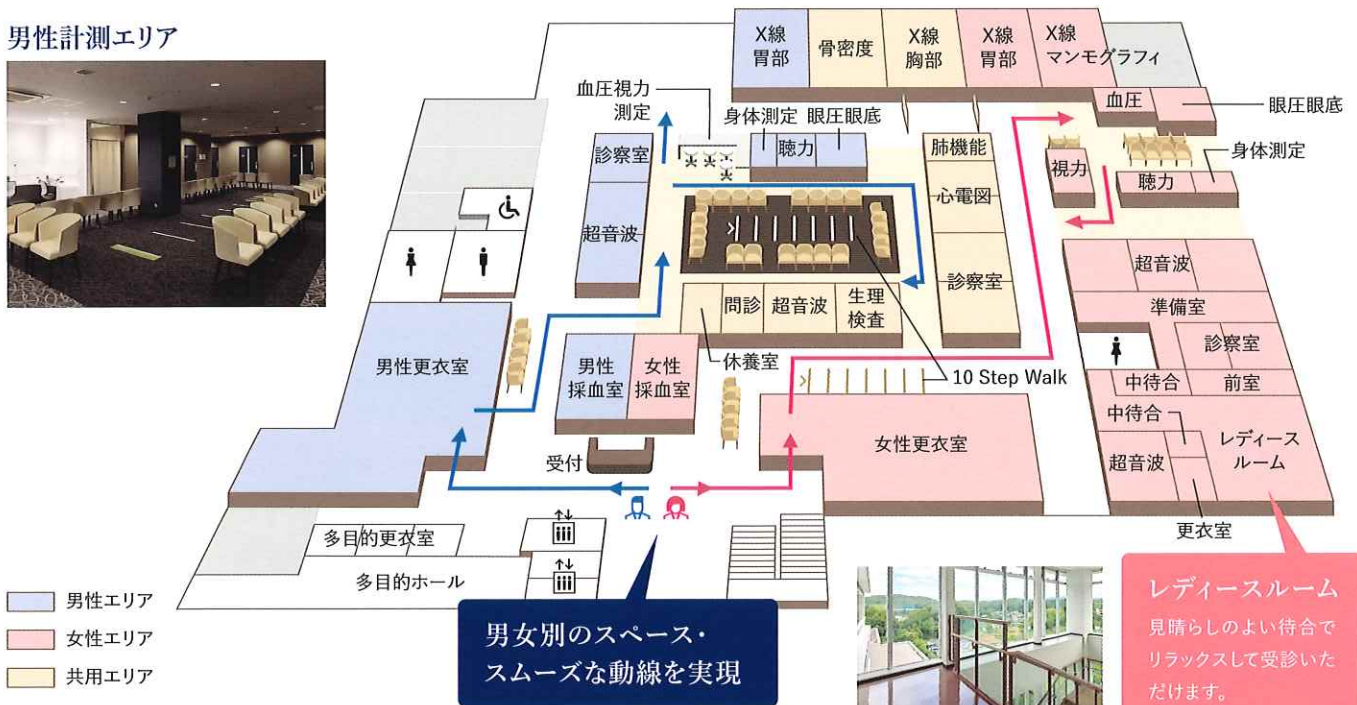 男性計測エリア
X線
胃部
骨密度
X線
胸部
X線
胃部
X線
マンモグラフィ
血圧視力
測定
身体測定
眼圧眼底
血圧
眼圧眼底
診察室
聴力
肺機能
視力
身体測定
聴力
心電図
超音波
超音波
診察室
問診
超音波
生理
検査
準備室
診察室
男性更衣室
男性
採血室
女性
採血室
休養室
10 Step Walk
中待合
前室
中待合
女性更衣室
レディース
ルーム
超音波
受付
更衣室
多目的更衣室
多目的ホール
男性エリア
女性エリア
共用エリア
男女別のスペース・
スムーズな動線を実現
レディースルーム
見晴らしのよい待合で
リラックスして受診いた
だけます。